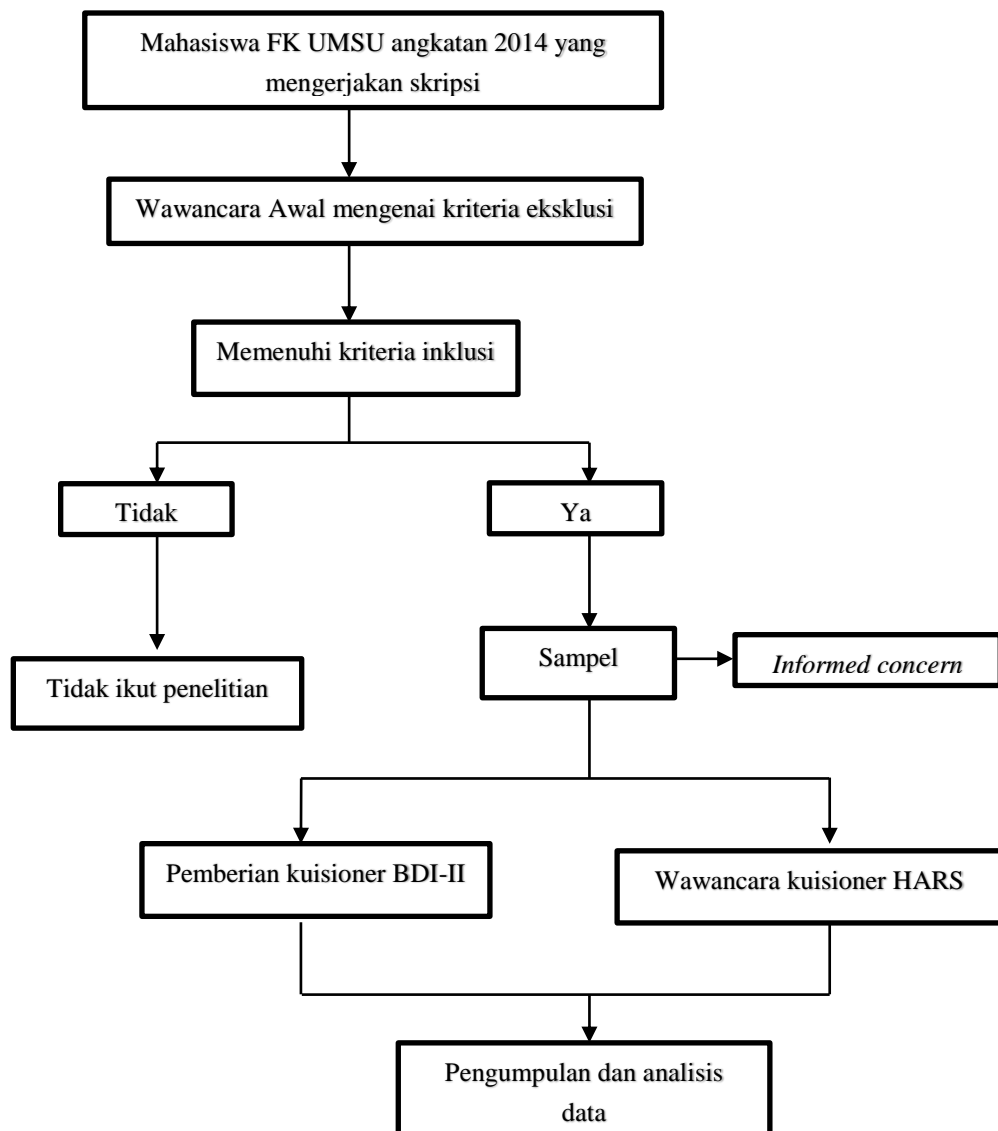 Mahasiswa FK UMSU angkatan 2014 yang
mengerjakan skripsi
Wawancara Awal mengenai kriteria eksklusi
Memenuhi kriteria inklusi
Tidak
Ya
Tidak ikut penelitian
Sampel
Informed concern
Pemberian kuisioner BDI-II
Wawancara kuisioner HARS
Pengumpulan dan analisis
data